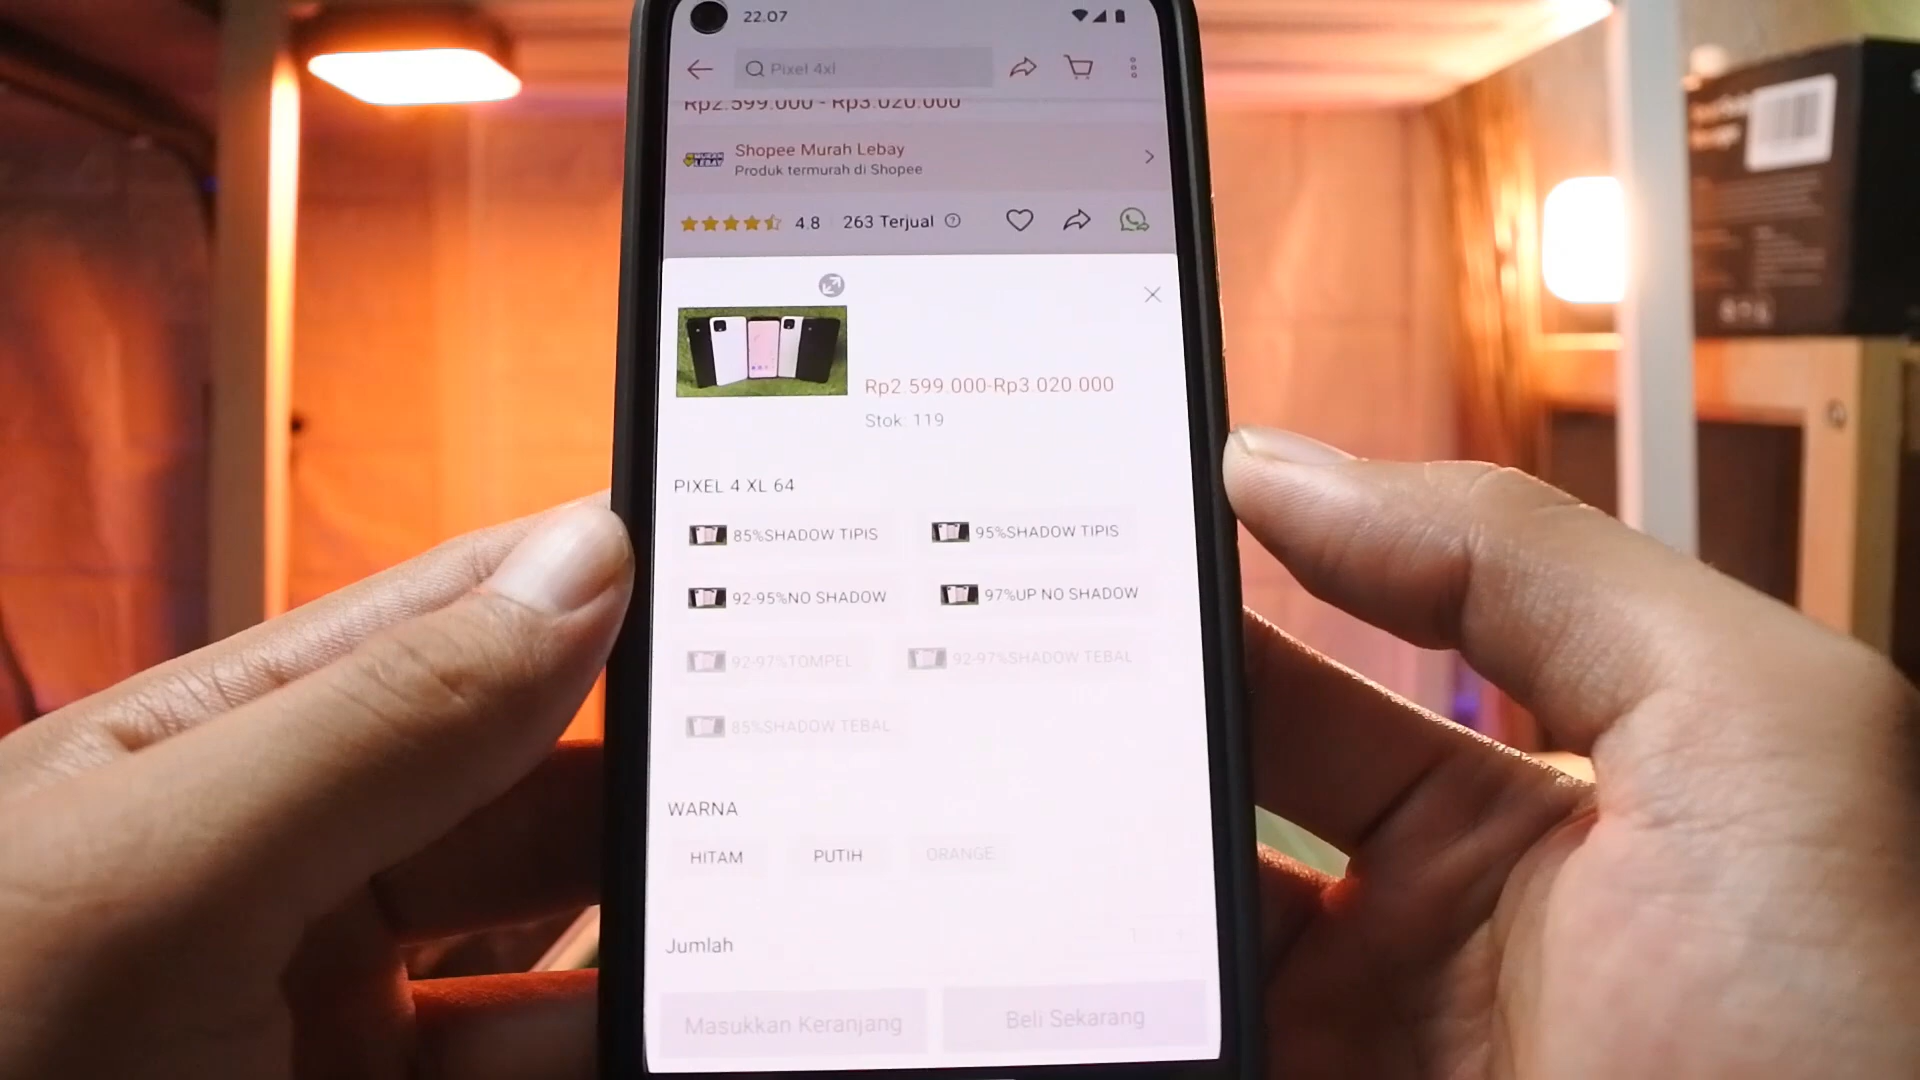 22.07
Pixel 4xl
Rp2.599.000 - Rp3.020.000
MURAH LEBAY
Shopee Murah Lebay
Produk termurah di Shopee
4.8 263 Terjual
Rp2.599.000-Rp3.020.000
Stok: 119
PIXEL 4 XL 64
85%SHADOW TIPIS 95%SHADOW TIPIS
92-95%NO SHADOW 97%UP NO SHADOW
92-97%TOMPEL 92-97%SHADOW TEBAL
85%SHADOW TEBAL
WARNA
HITAM PUTIH ORANGE
Jumlah 1
Masukkan Keranjang Beli Sekarang